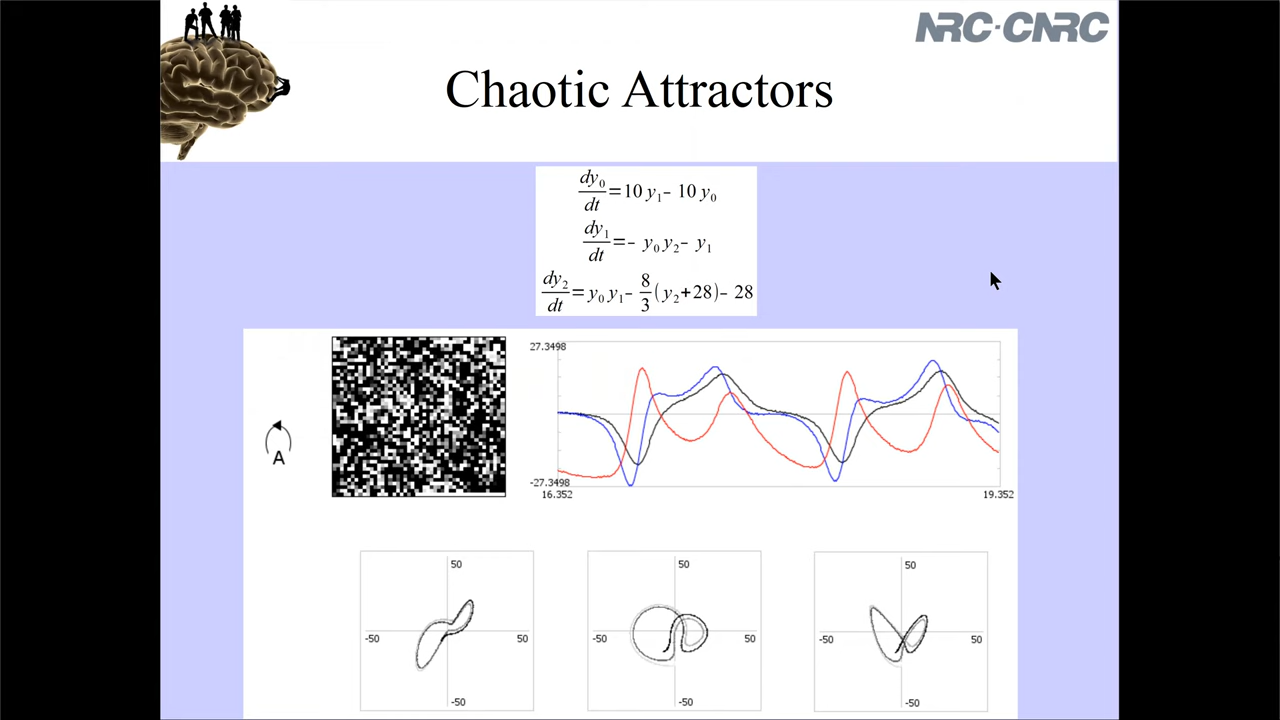 NRC·CNRC
Chaotic Attractors
dy₀/dt = 10 y₁ – 10 y₀
dy₁/dt = – y₀ y₂ – y₁
dy₂/dt = y₀ y₁ – 8/3 (y₂ + 28) – 28
27.3498
-27.3498
16.352 19.352
A
50 50 50
-50 50 -50 50 -50 50
-50 -50 -50